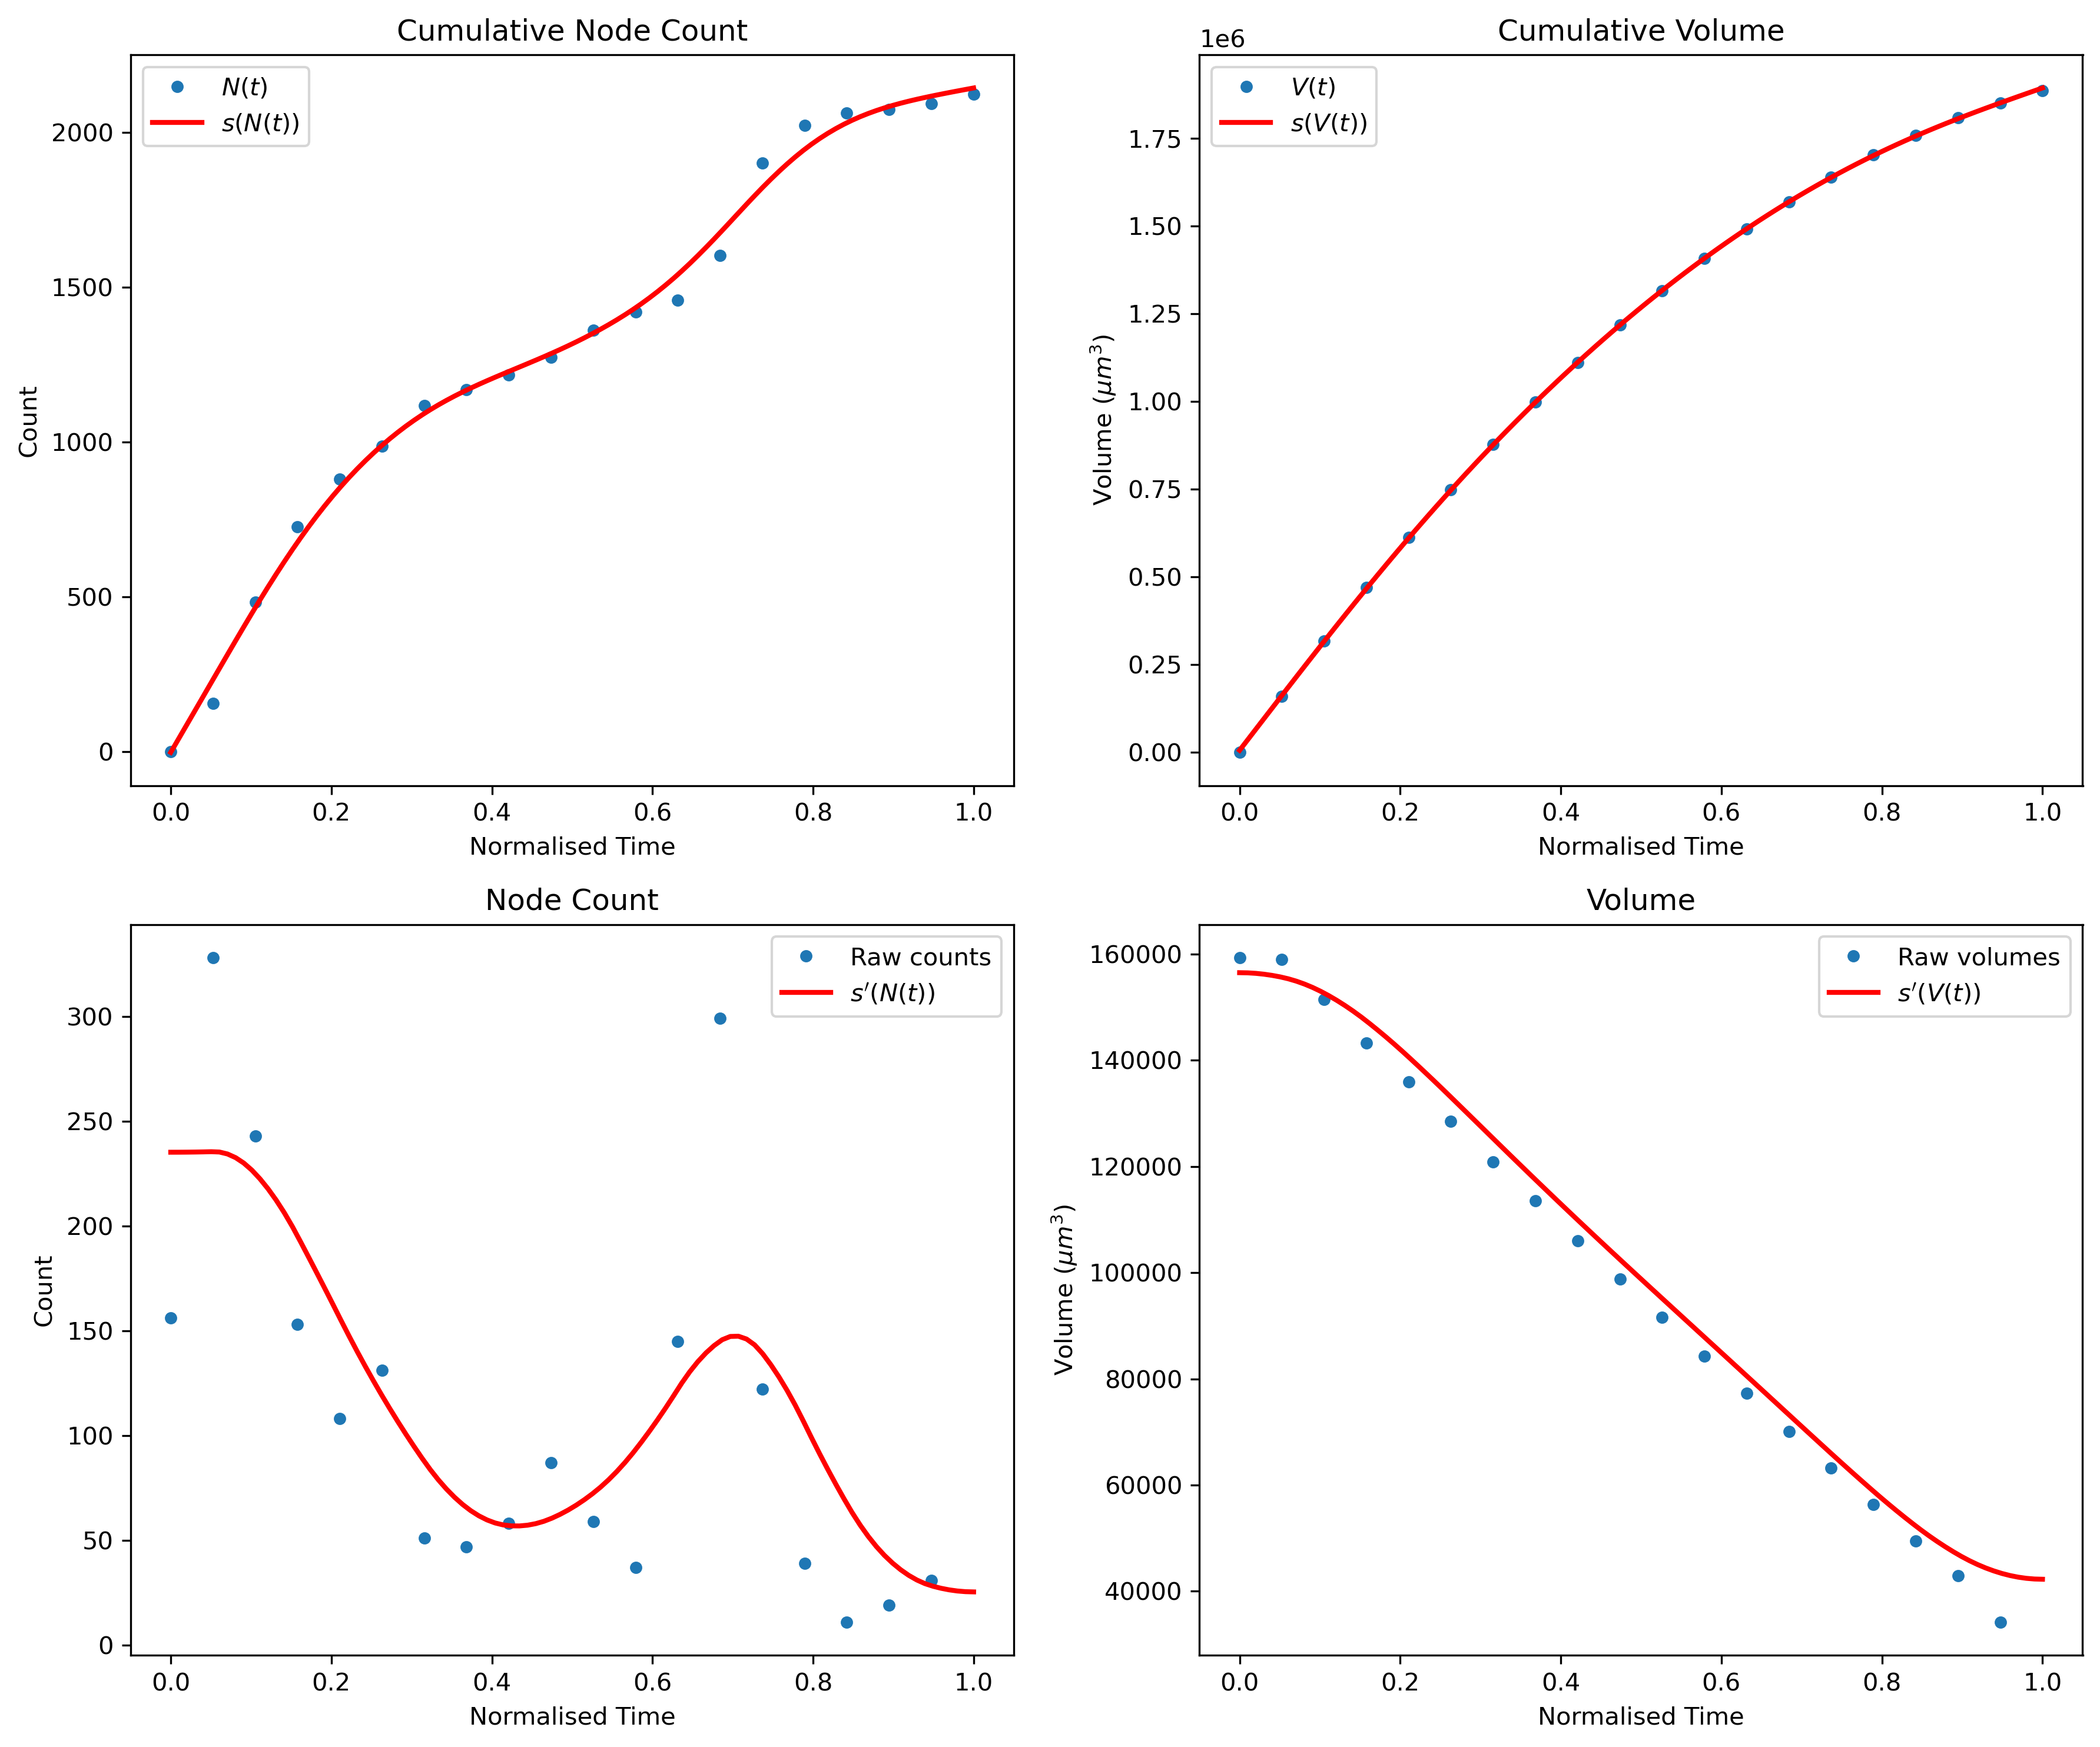 Cumulative Node Count
N(t)
s(N(t))
2000
1500
1000
500
0
Count
0.0 0.2 0.4 0.6 0.8 1.0
Normalised Time
Cumulative Volume
1e6
V(t)
s(V(t))
1.75
1.50
1.25
1.00
0.75
0.50
0.25
0.00
Volume (μm³)
0.0 0.2 0.4 0.6 0.8 1.0
Normalised Time
Node Count
Raw counts
s′(N(t))
300
250
200
150
100
50
0
Count
0.0 0.2 0.4 0.6 0.8 1.0
Normalised Time
Volume
Raw volumes
s′(V(t))
160000
140000
120000
100000
80000
60000
40000
Volume (μm³)
0.0 0.2 0.4 0.6 0.8 1.0
Normalised Time